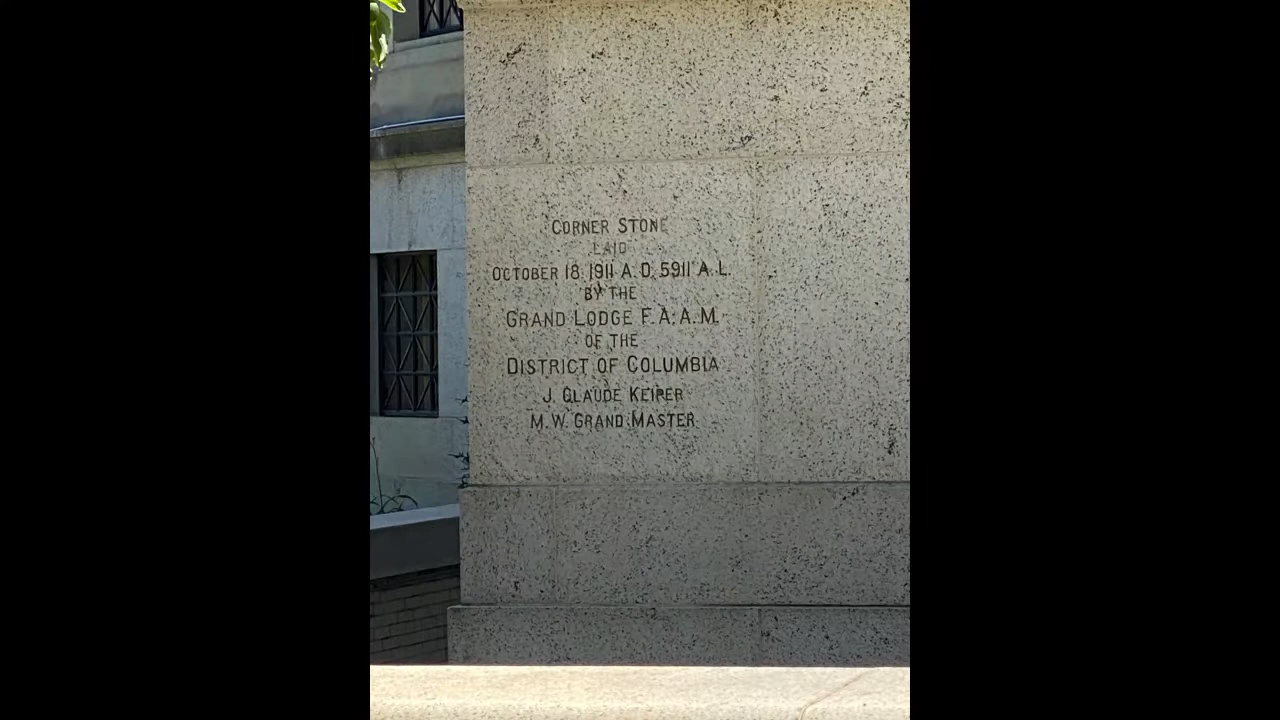 CORNER STONE
LAID
OCTOBER 18, 1911 A.D. 5911 A.L.
BY THE
GRAND LODGE F.A.A.M.
OF THE
DISTRICT OF COLUMBIA
J. CLAUDE KEIPER
M.W. GRAND MASTER